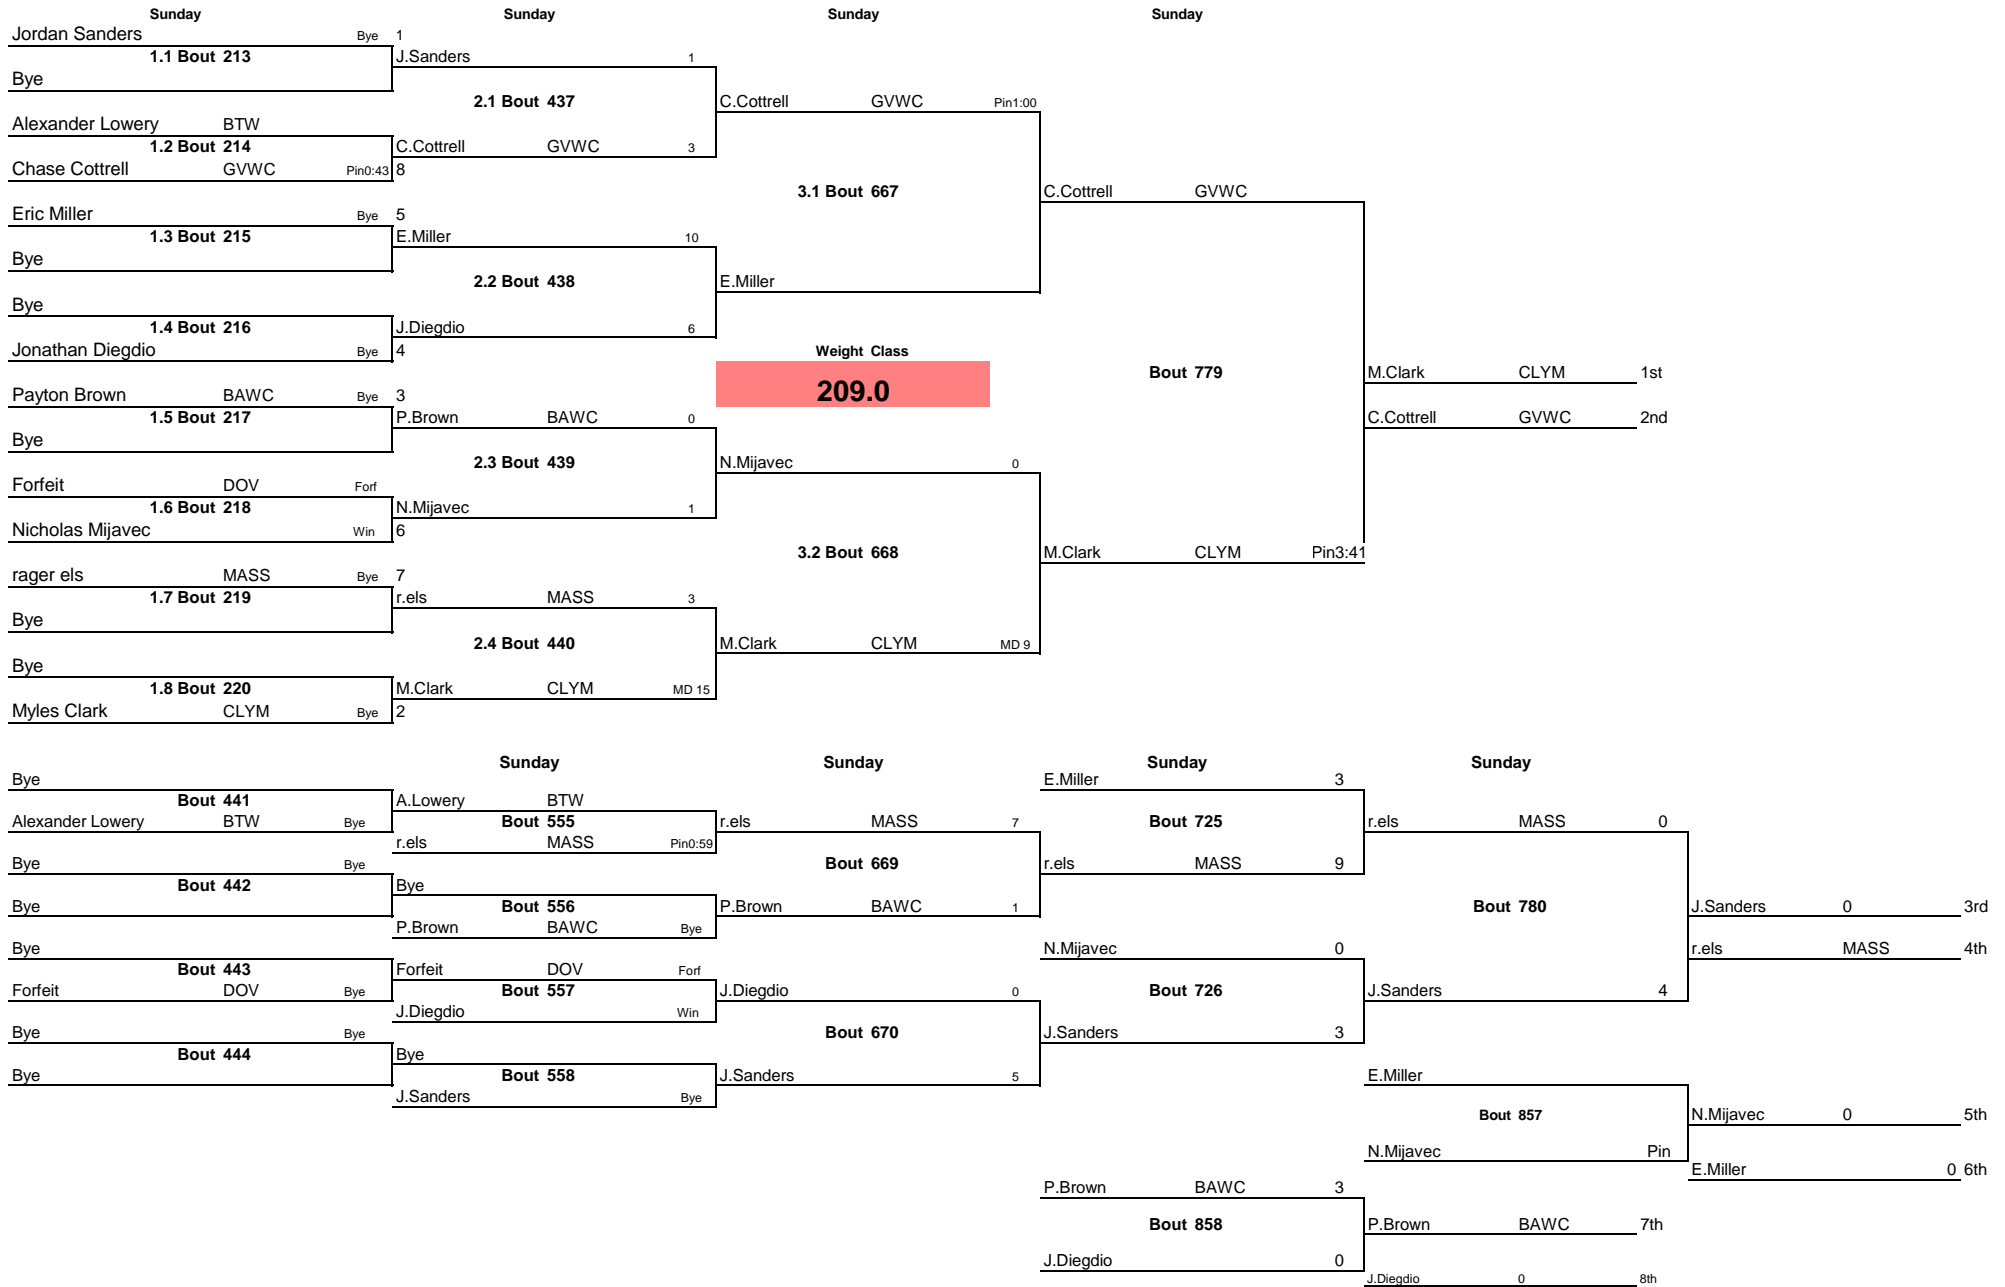 Sunday Sunday Sunday Sunday
Jordan Sanders Bye 1
1.1 Bout 213 J.Sanders 1
Bye
2.1 Bout 437 C.Cottrell GVWC Pin1:00
Alexander Lowery BTW
1.2 Bout 214 C.Cottrell GVWC 3
Chase Cottrell GVWC Pin0:43 8
3.1 Bout 667 C.Cottrell GVWC
Eric Miller Bye 5
1.3 Bout 215 E.Miller 10
Bye
2.2 Bout 438 E.Miller
Bye
1.4 Bout 216 J.Diegdio 6
Jonathan Diegdio Bye 4 Weight Class
Bout 779 M.Clark CLYM 1st
Payton Brown BAWC Bye 3 209.0
1.5 Bout 217 P.Brown BAWC 0 C.Cottrell GVWC 2nd
Bye
2.3 Bout 439 N.Mijavec 0
Forfeit DOV Forf
1.6 Bout 218 N.Mijavec 1
Nicholas Mijavec Win 6
3.2 Bout 668 M.Clark CLYM Pin3:41
rager els MASS Bye 7
1.7 Bout 219 r.els MASS 3
Bye
2.4 Bout 440 M.Clark CLYM MD 9
Bye
1.8 Bout 220 M.Clark CLYM MD 15
Myles Clark CLYM Bye 2
Sunday Sunday Sunday Sunday
Bye E.Miller 3
Bout 441 A.Lowery BTW
Alexander Lowery BTW Bye Bout 555 r.els MASS 7 Bout 725 r.els MASS 0
r.els MASS Pin0:59
Bye Bye Bout 669 r.els MASS 9
Bout 442 Bye
Bye Bout 556 P.Brown BAWC 1 Bout 780 J.Sanders 0 3rd
P.Brown BAWC Bye
Bye N.Mijavec 0 r.els MASS 4th
Bout 443 Forfeit DOV Forf
Forfeit DOV Bye Bout 557 J.Diegdio 0 Bout 726 J.Sanders 4
J.Diegdio Win
Bye Bye Bout 670 J.Sanders 3
Bout 444 Bye
Bye Bout 558 J.Sanders 5 E.Miller
J.Sanders Bye
Bout 857 N.Mijavec 0 5th
N.Mijavec Pin
E.Miller 0 6th
P.Brown BAWC 3
Bout 858 P.Brown BAWC 7th
J.Diegdio 0
J.Diegdio 0 8th